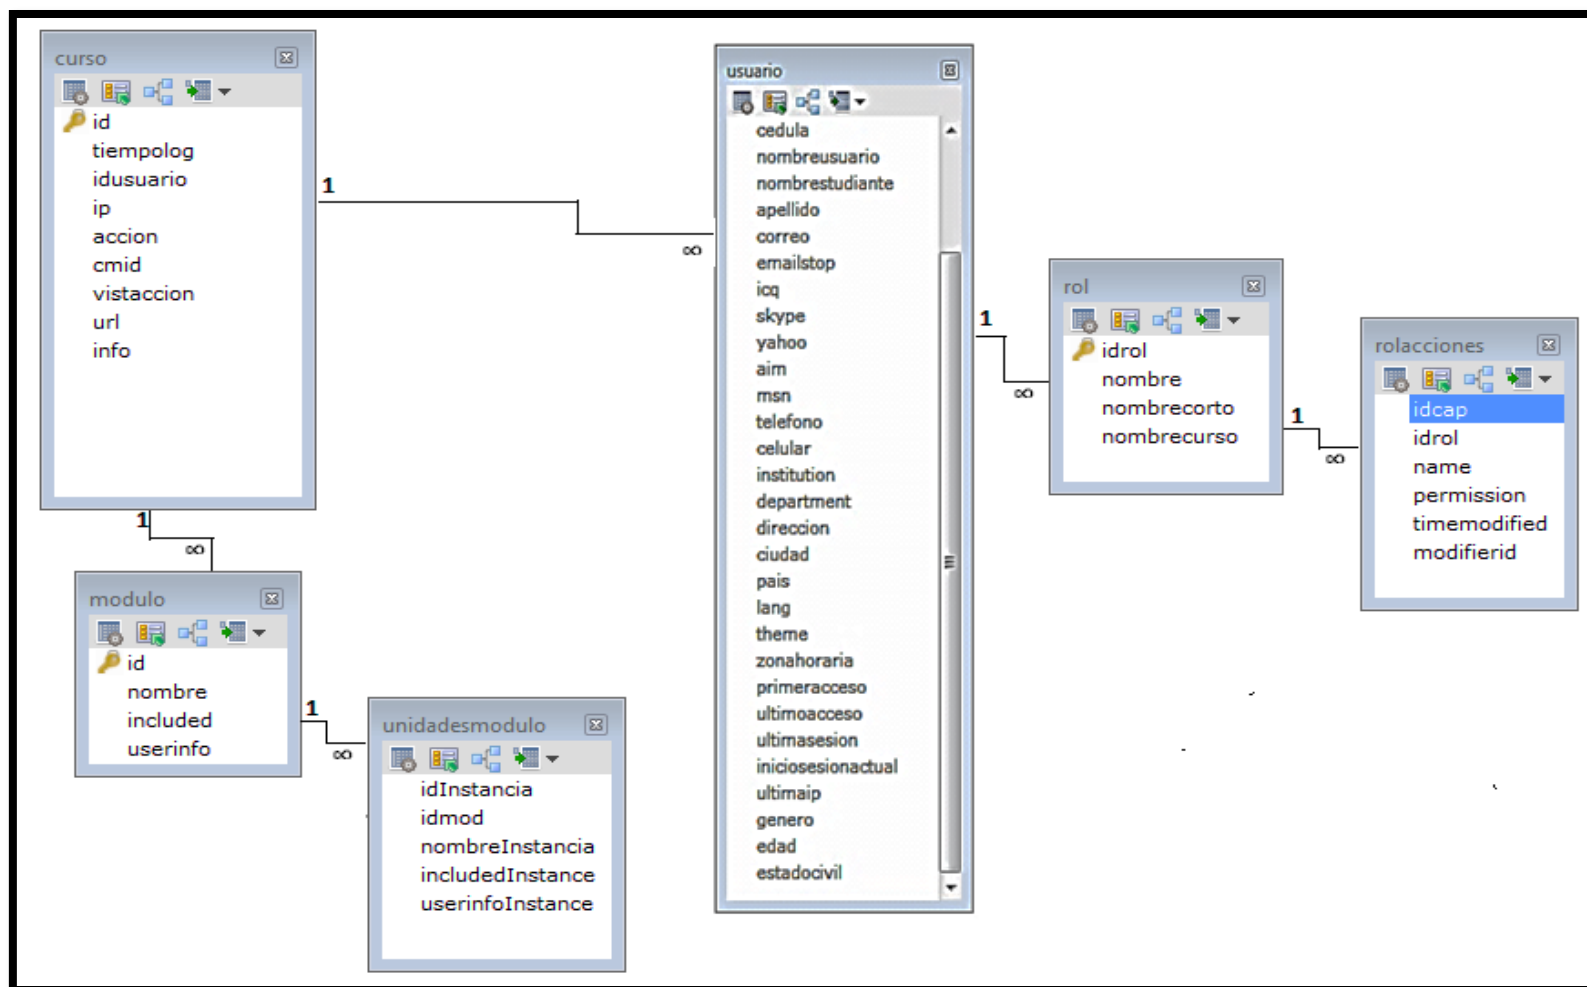 curso
id
tiempolog
idusuario
ip
accion
cmid
vistaccion
url
info
1
∞
usuario
cedula
nombreusuario
nombrestudiante
apellido
correo
emailstop
icq
skype
yahoo
aim
msn
telefono
celular
institution
department
direccion
ciudad
pais
lang
theme
zonahoraria
primeracceso
ultimoacceso
ultimasesion
iniciosesionactual
ultimaip
genero
edad
estadocivil
1
∞
rol
idrol
nombre
nombrecorto
nombrecurso
1
∞
rolacciones
idcap
idrol
name
permission
timemodified
modifierid
1
∞
modulo
id
nombre
included
userinfo
1
∞
unidadesmodulo
idInstancia
idmod
nombreInstancia
includedInstance
userinfoInstance